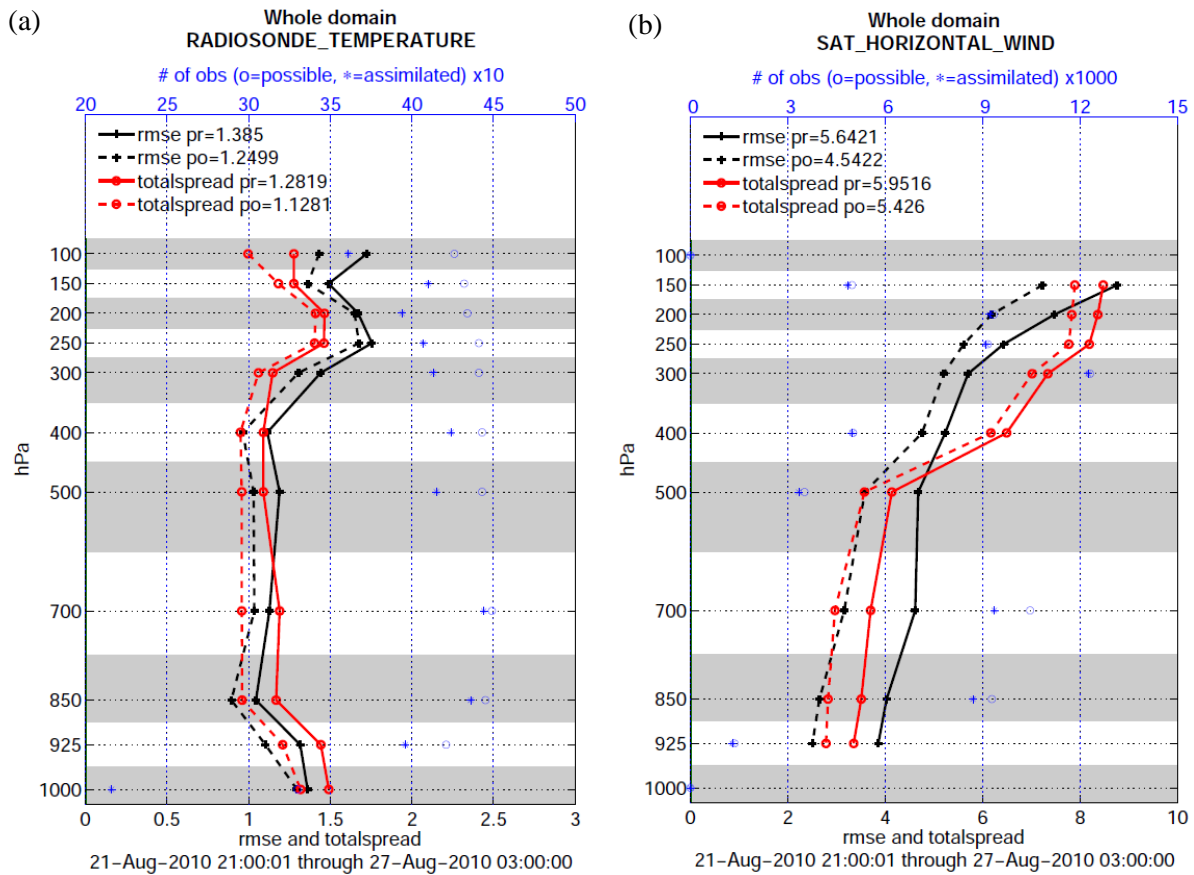 (a)
Whole domain
RADIOSONDE_TEMPERATURE
# of obs (o=possible, *=assimilated) x10
20 25 30 35 40 45 50
rmse pr=1.385
rmse po=1.2499
totalspread pr=1.2819
totalspread po=1.1281
100
150
200
250
300
400
500
700
850
925
1000
hPa
0 0.5 1 1.5 2 2.5 3
rmse and totalspread
21-Aug-2010 21:00:01 through 27-Aug-2010 03:00:00
(b)
Whole domain
SAT_HORIZONTAL_WIND
# of obs (o=possible, *=assimilated) x1000
0 3 6 9 12 15
rmse pr=5.6421
rmse po=4.5422
totalspread pr=5.9516
totalspread po=5.426
100
150
200
250
300
400
500
700
850
925
1000
hPa
0 2 4 6 8 10
rmse and totalspread
21-Aug-2010 21:00:01 through 27-Aug-2010 03:00:00